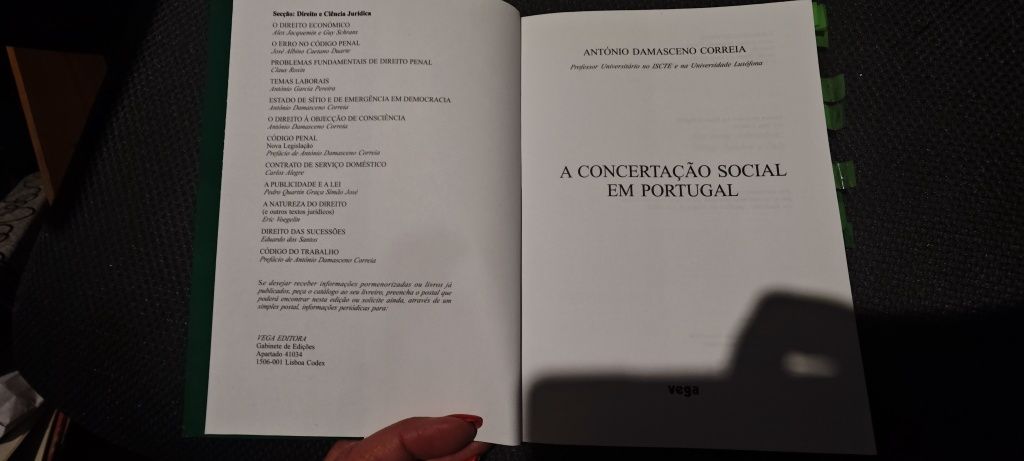 Secção: Direito e Ciência Jurídica
O DIREITO ECONÓMICO
Alex Jacquemin e Guy Schrans
O ERRO NO CÓDIGO PENAL
José Albino Caetano Duarte
PROBLEMAS FUNDAMENTAIS DE DIREITO PENAL
Claus Roxin
TEMAS LABORAIS
António Garcia Pereira
ESTADO DE SÍTIO E DE EMERGÊNCIA EM DEMOCRACIA
António Damasceno Correia
O DIREITO À OBJECÇÃO DE CONSCIÊNCIA
António Damasceno Correia
CÓDIGO PENAL
Nova Legislação
Prefácio de António Damasceno Correia
CONTRATO DE SERVIÇO DOMÉSTICO
Carlos Alegre
A PUBLICIDADE E A LEI
Pedro Quartin Graça Simão José
A NATUREZA DO DIREITO
(e outros textos jurídicos)
Eric Voegelin
DIREITO DAS SUCESSÕES
Eduardo dos Santos
CÓDIGO DO TRABALHO
Prefácio de António Damasceno Correia
Se desejar receber informações pormenorizadas ou livros já
publicados, peça o catálogo ao seu livreiro, preencha o postal que
poderá encontrar nesta edição ou solicite ainda, através de um
simples postal, informações periódicas para:
VEGA EDITORA
Gabinete de Edições
Apartado 41034
1506-001 Lisboa Codex
ANTÓNIO DAMASCENO CORREIA
Professor Universitário no ISCTE e na Universidade Lusófona
A CONCERTAÇÃO SOCIAL
EM PORTUGAL
vega